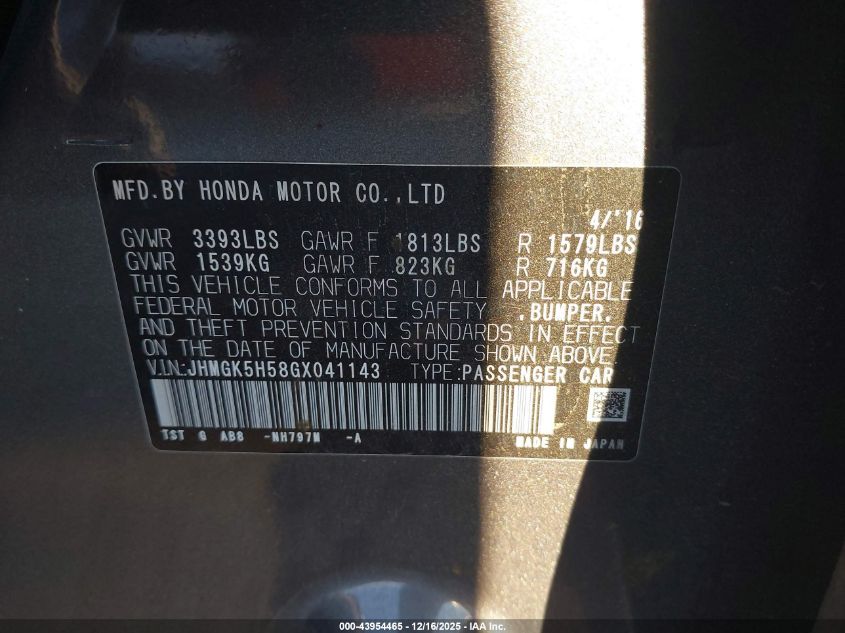 MFD.BY HONDA MOTOR CO.,LTD
4/'16
GVWR 3393LBS GAWR F 1813LBS R 1579LBS
GVWR 1539KG GAWR F 823KG R 716KG
THIS VEHICLE CONFORMS TO ALL APPLICABLE
FEDERAL MOTOR VEHICLE SAFETY ,BUMPER,
AND THEFT PREVENTION STANDARDS IN EFFECT
ON THE DATE OF MANUFACTURE SHOWN ABOVE
VIN:JHMGK5H58GX041143 TYPE:PASSENGER CAR
TST G AB8 -NH797M -A MADE IN JAPAN
000-43954465 - 12/16/2025 - IAA, Inc.